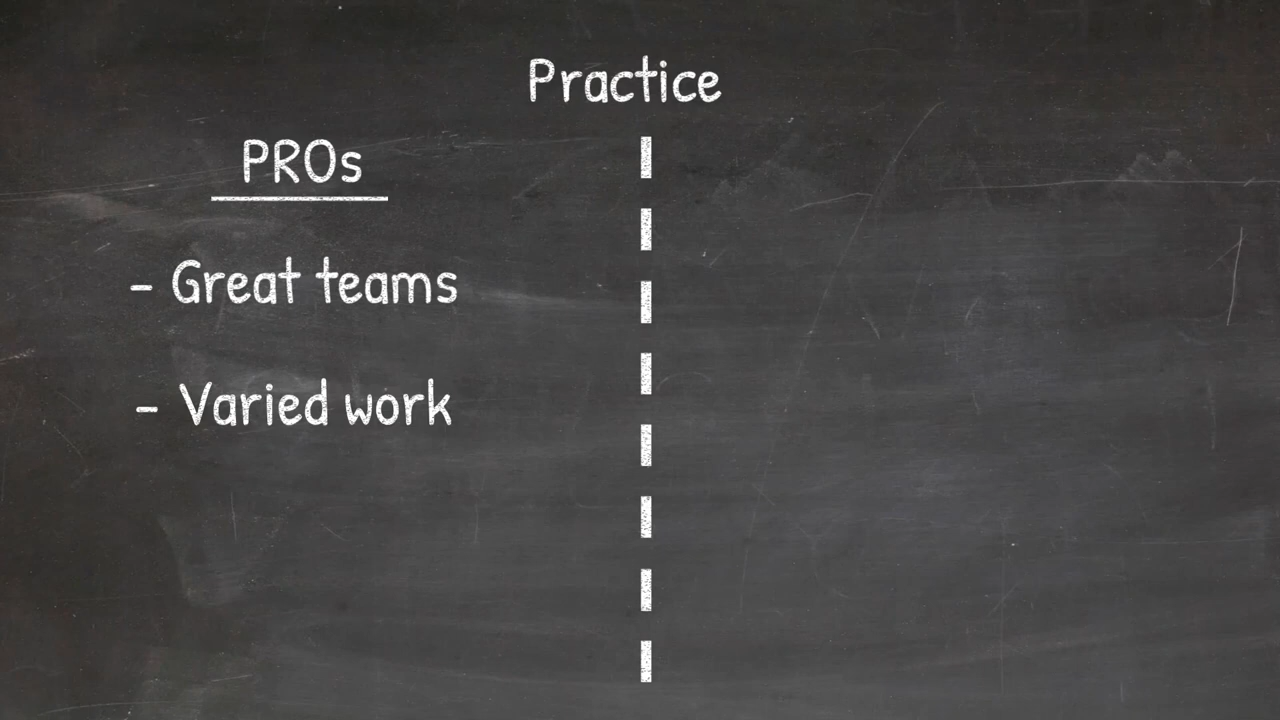 Practice
PROs
- Great teams
- Varied work